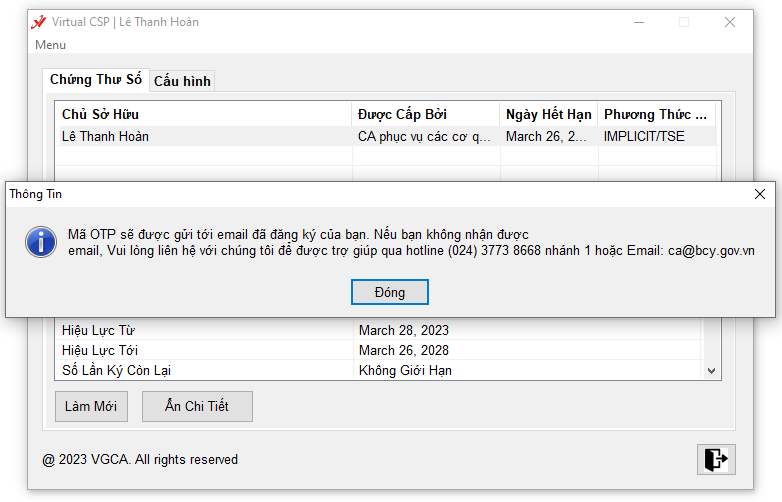 Virtual CSP | Lê Thanh Hoàn
Menu
Chứng Thư Số Cấu hình
Chủ Sở Hữu Được Cấp Bởi Ngày Hết Hạn Phương Thức ...
Lê Thanh Hoàn CA phục vụ các cơ q... March 26, 2... IMPLICIT/TSE
Thông Tin
Mã OTP sẽ được gửi tới email đã đăng ký của bạn. Nếu bạn không nhận được
email, Vui lòng liên hệ với chúng tôi để được trợ giúp qua hotline (024) 3773 8668 nhánh 1 hoặc Email: ca@bcy.gov.vn
Đóng
Hiệu Lực Từ March 28, 2023
Hiệu Lực Tới March 26, 2028
Số Lần Ký Còn Lại Không Giới Hạn
Làm Mới Ẩn Chi Tiết
@ 2023 VGCA. All rights reserved